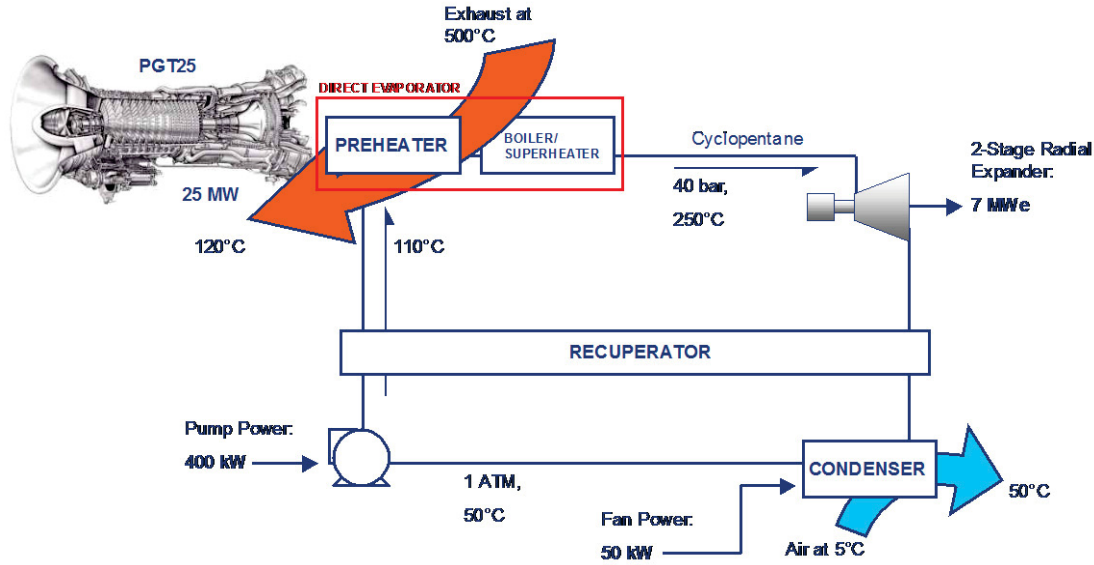 Exhaust at
500°C
PGT25
DIRECT EVAPORATOR
PREHEATER
BOILER/
SUPERHEATER
Cyclopentane
2-Stage Radial
Expander:
7 MWe
25 MW
40 bar,
250°C
120°C
110°C
RECUPERATOR
Pump Power:
400 kW
CONDENSER
1 ATM,
50°C
50°C
Fan Power:
50 kW
Air at 5°C